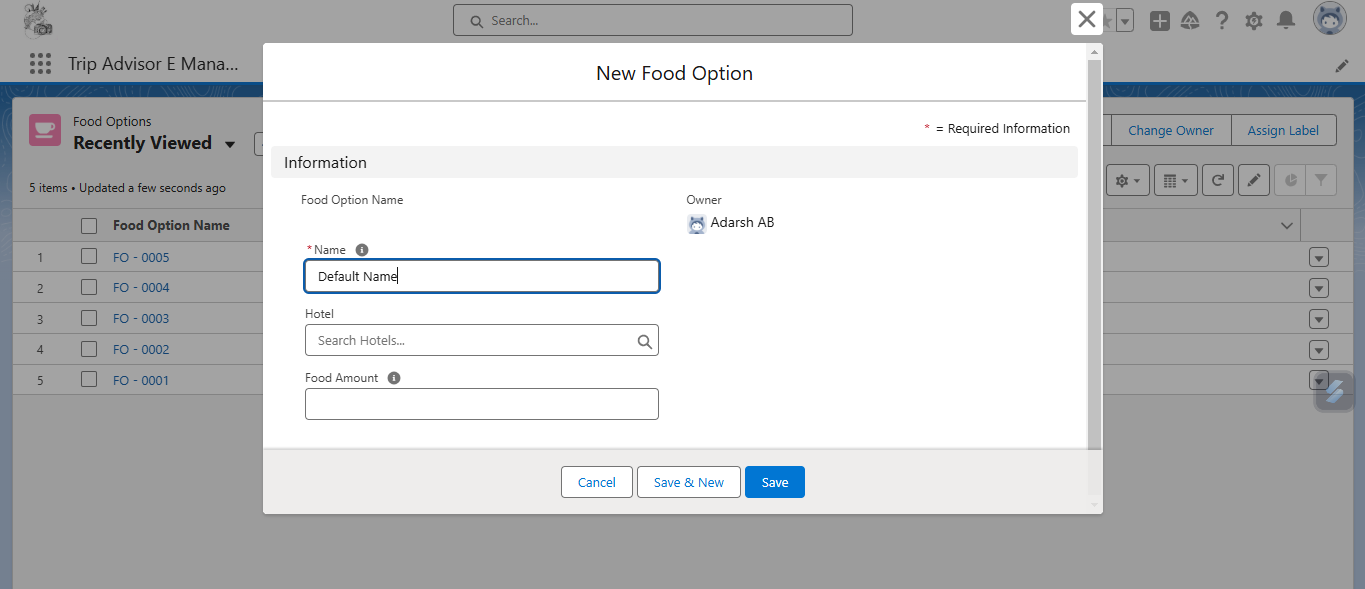 Search...
Trip Advisor E Mana...
Food Options
Recently Viewed
Change Owner
Assign Label
5 items • Updated a few seconds ago
Food Option Name
1 FO - 0005
2 FO - 0004
3 FO - 0003
4 FO - 0002
5 FO - 0001
New Food Option
* = Required Information
Information
Food Option Name
Owner
Adarsh AB
*Name
Default Name
Hotel
Search Hotels...
Food Amount
Cancel
Save & New
Save